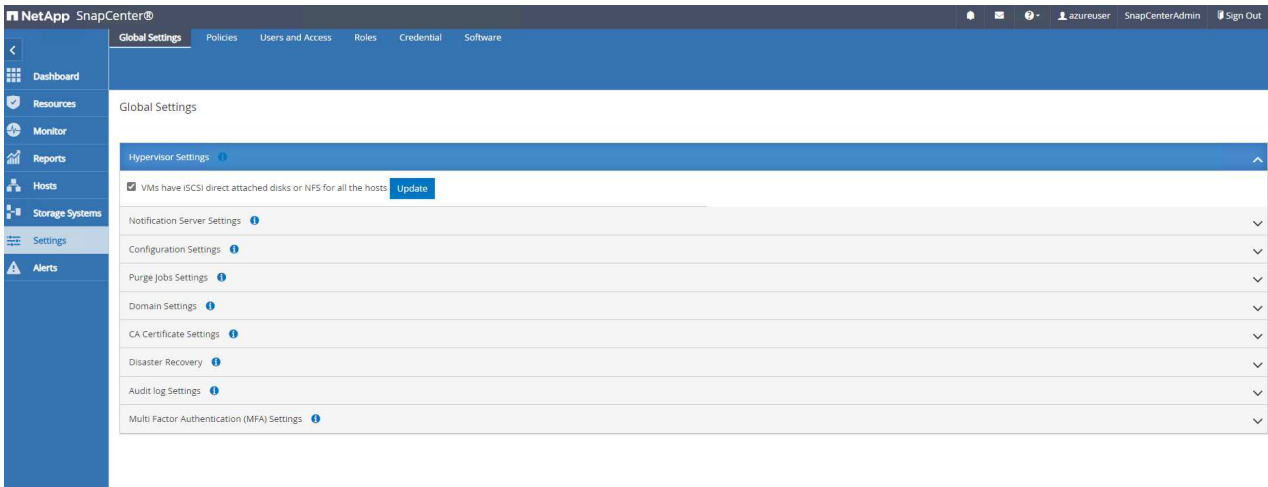 NetApp SnapCenter®
azureuser SnapCenterAdmin Sign Out
Global Settings Policies Users and Access Roles Credential Software
Dashboard
Resources
Monitor
Reports
Hosts
Storage Systems
Settings
Alerts
Global Settings
Hypervisor Settings
VMs have iSCSI direct attached disks or NFS for all the hosts Update
Notification Server Settings
Configuration Settings
Purge Jobs Settings
Domain Settings
CA Certificate Settings
Disaster Recovery
Audit log Settings
Multi Factor Authentication (MFA) Settings